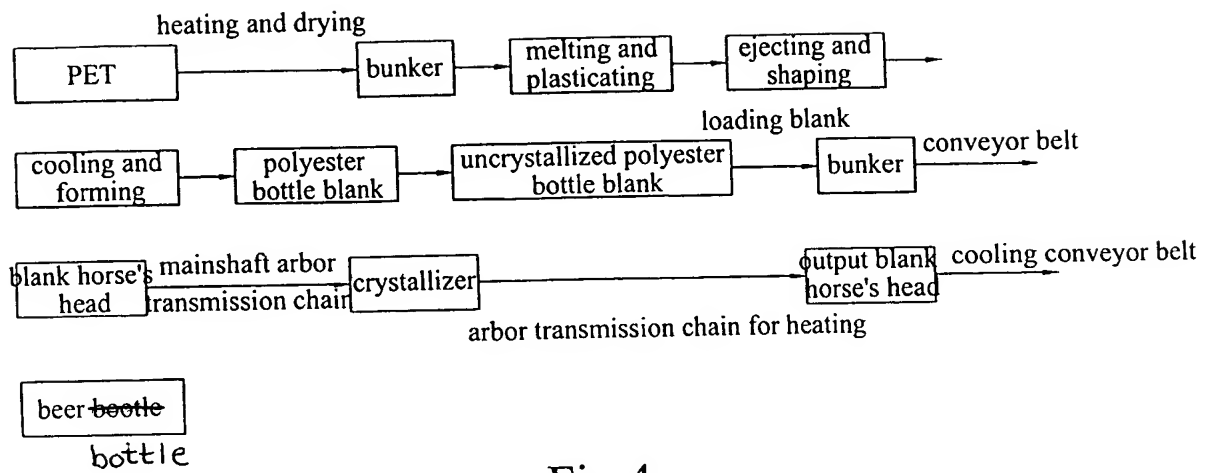 heating and drying
PET
bunker
melting and
plasticating
ejecting and
shaping
loading blank
cooling and
forming
polyester
bottle blank
uncrystallized polyester
bottle blank
bunker
conveyor belt
blank horse's
head
mainshaft arbor
transmission chain
crystallizer
arbor transmission chain for heating
output blank
horse's head
cooling conveyor belt
beer bootle
bottle